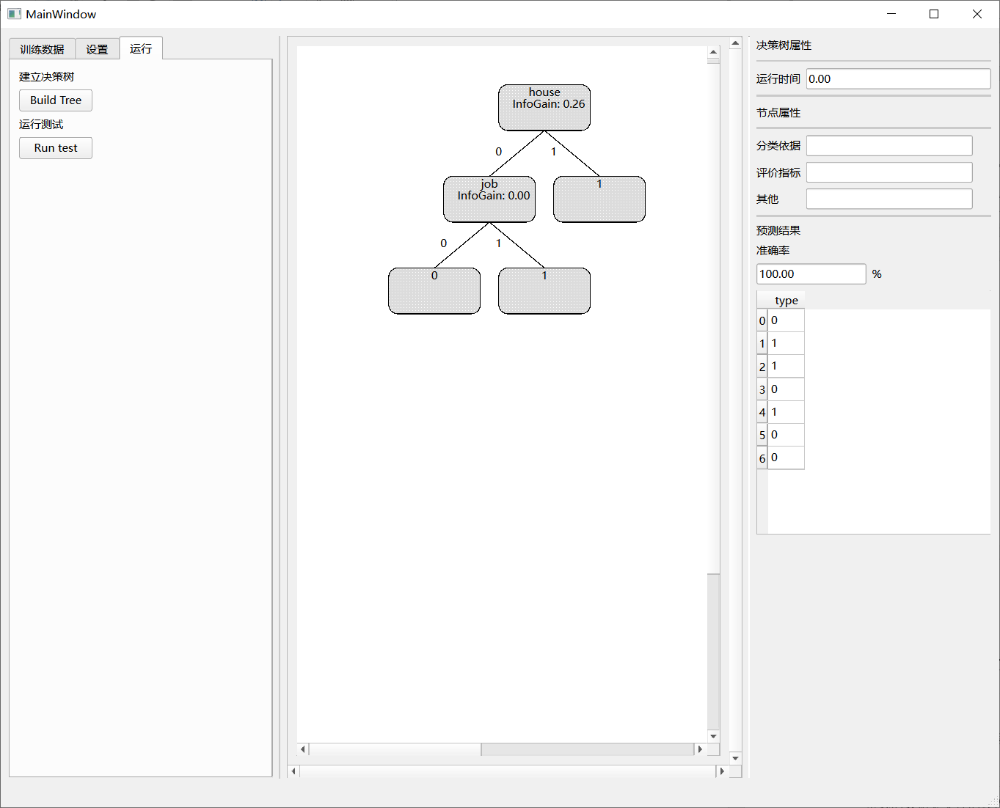 MainWindow
训练数据
设置
运行
建立决策树
Build Tree
运行测试
Run test
house
InfoGain: 0.26
0
1
job
InfoGain: 0.00
1
0
1
0
1
决策树属性
运行时间 0.00
节点属性
分类依据
评价指标
其他
预测结果
准确率
100.00 %
type
0 0
1 1
2 1
3 0
4 1
5 0
6 0